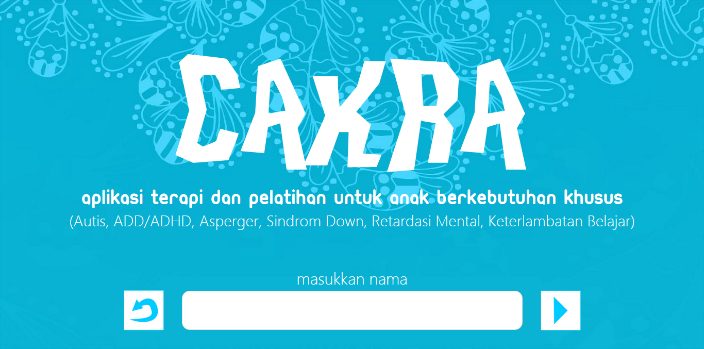 CAKRA
aplikasi terapi dan pelatihan untuk anak berkebutuhan khusus
(Autis, ADD/ADHD, Asperger, Sindrom Down, Retardasi Mental, Keterlambatan Belajar)
masukkan nama